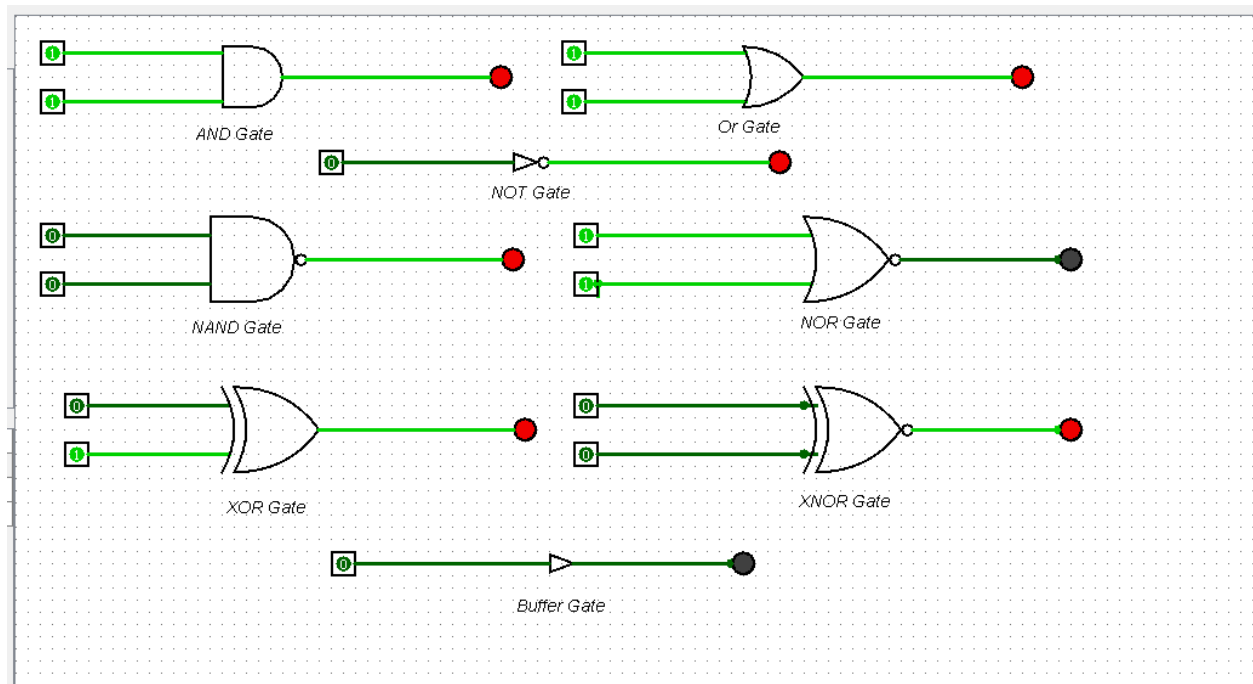 1
1
AND Gate
1
1
Or Gate
0
NOT Gate
0
0
NAND Gate
1
1
NOR Gate
0
1
XOR Gate
0
0
XNOR Gate
0
Buffer Gate